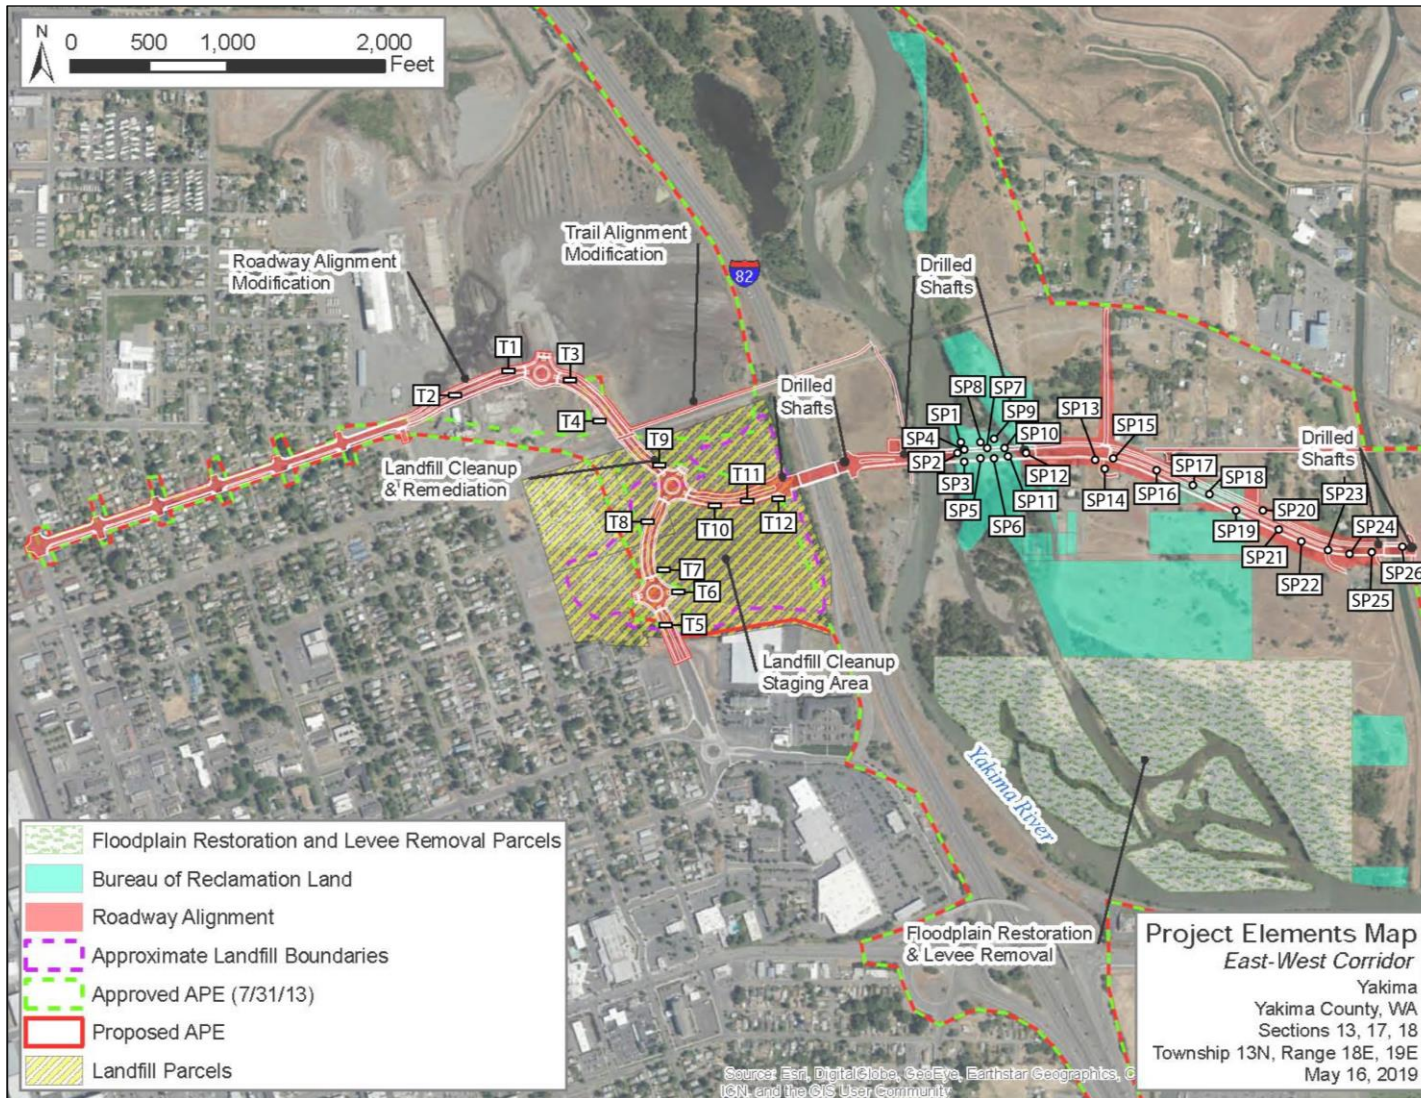 N
0 500 1,000 2,000
Feet
Roadway Alignment
Modification
Trail Alignment
Modification
82
Drilled
Shafts
T1
T3
T2
T4
Drilled
Shafts
SP8
SP7
SP1
SP9
SP13
SP4
SP10
SP15
T9
SP2
SP12
Drilled
Shafts
Landfill Cleanup
& Remediation
T11
SP3
SP11
SP14
SP16
SP17
SP18
SP23
T8
T10
T12
SP5
SP6
SP19
SP20
SP24
SP21
SP22
SP26
SP25
T7
T6
T5
Landfill Cleanup
Staging Area
Yakima River
Floodplain Restoration
& Levee Removal
Floodplain Restoration and Levee Removal Parcels
Bureau of Reclamation Land
Roadway Alignment
Approximate Landfill Boundaries
Approved APE (7/31/13)
Proposed APE
Landfill Parcels
Project Elements Map
East-West Corridor
Yakima
Yakima County, WA
Sections 13, 17, 18
Township 13N, Range 18E, 19E
May 16, 2019
Source: Esri, DigitalGlobe, GeoEye, Earthstar Geographics, C
IGN, and the GIS User Community